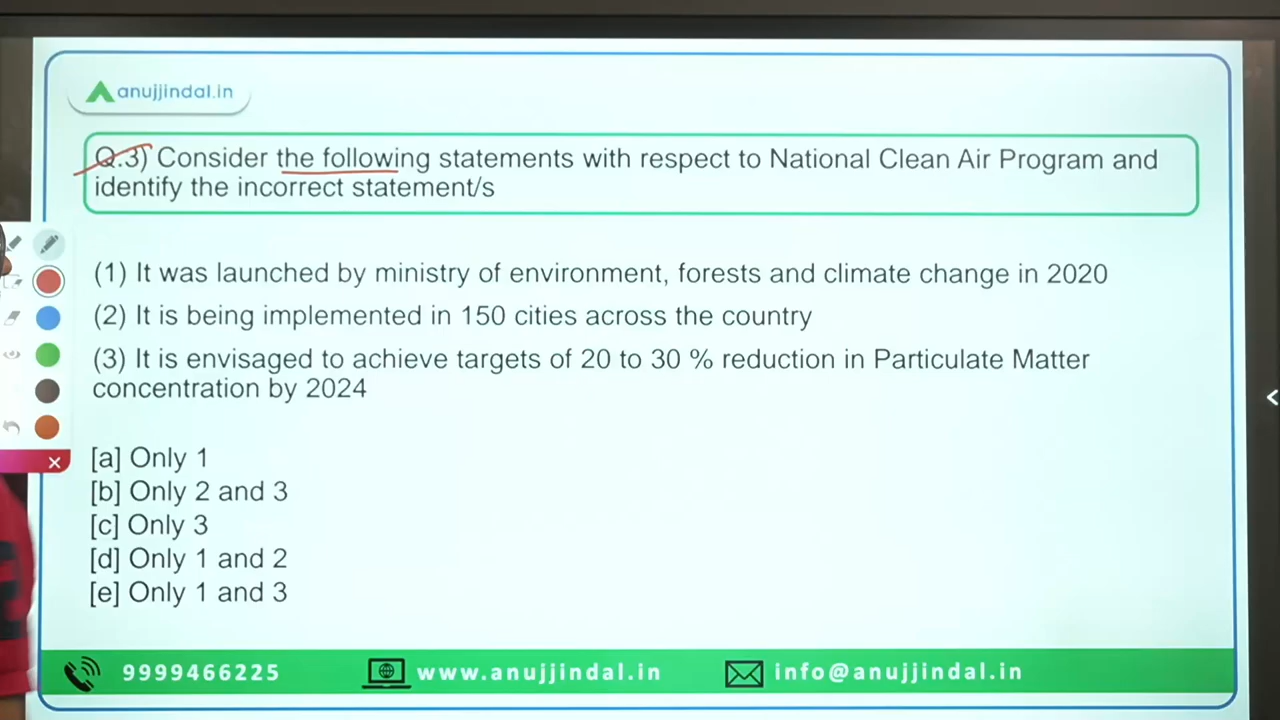 anujjindal.in
Q.3) Consider the following statements with respect to National Clean Air Program and
identify the incorrect statement/s
(1) It was launched by ministry of environment, forests and climate change in 2020
(2) It is being implemented in 150 cities across the country
(3) It is envisaged to achieve targets of 20 to 30 % reduction in Particulate Matter
concentration by 2024
[a] Only 1
[b] Only 2 and 3
[c] Only 3
[d] Only 1 and 2
[e] Only 1 and 3
9999466225 www.anujjindal.in info@anujjindal.in